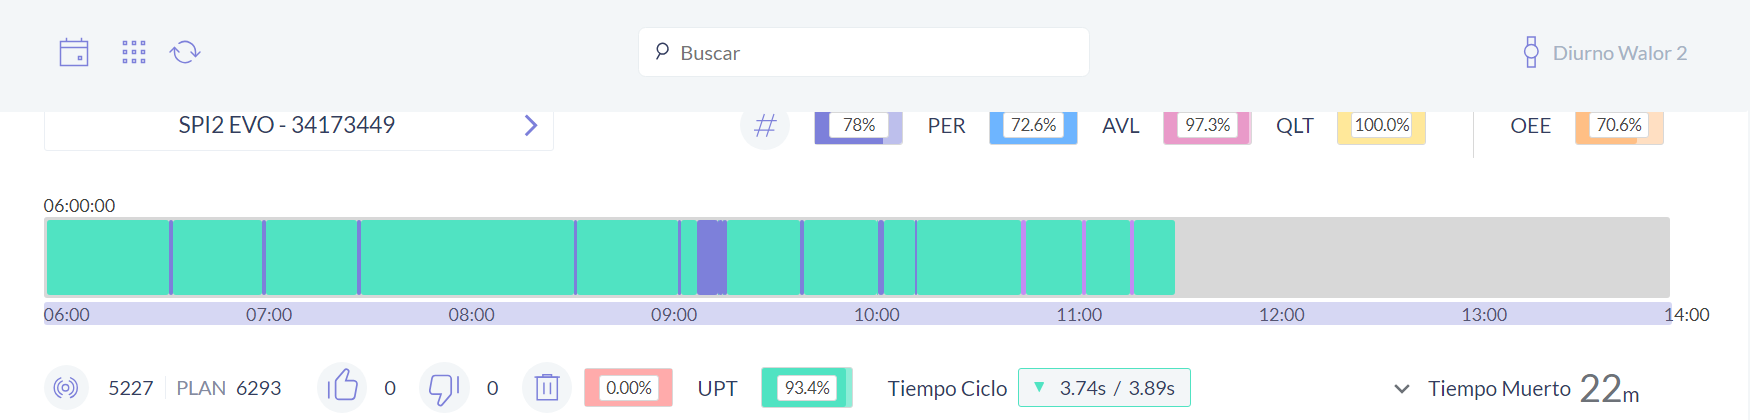 Buscar
Diurno Walor 2
SPI2 EVO - 34173449
# 78% PER 72.6% AVL 97.3% QLT 100.0% OEE 70.6%
06:00:00
06:00 07:00 08:00 09:00 10:00 11:00 12:00 13:00 14:00
5227 PLAN 6293 0 0 0.00% UPT 93.4% Tiempo Ciclo ▼ 3.74s / 3.89s Tiempo Muerto 22m